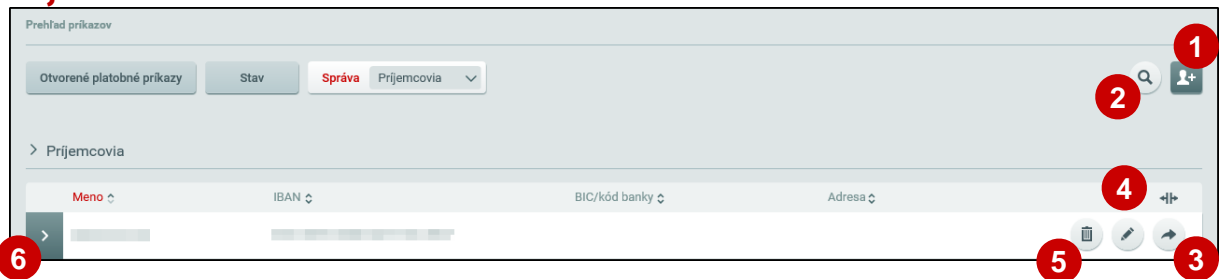 Prehľad príkazov
1
Otvorené platobné príkazy Stav Správa Príjemcovia
2
Príjemcovia
Meno IBAN BIC/kód banky Adresa
4
6
5
3